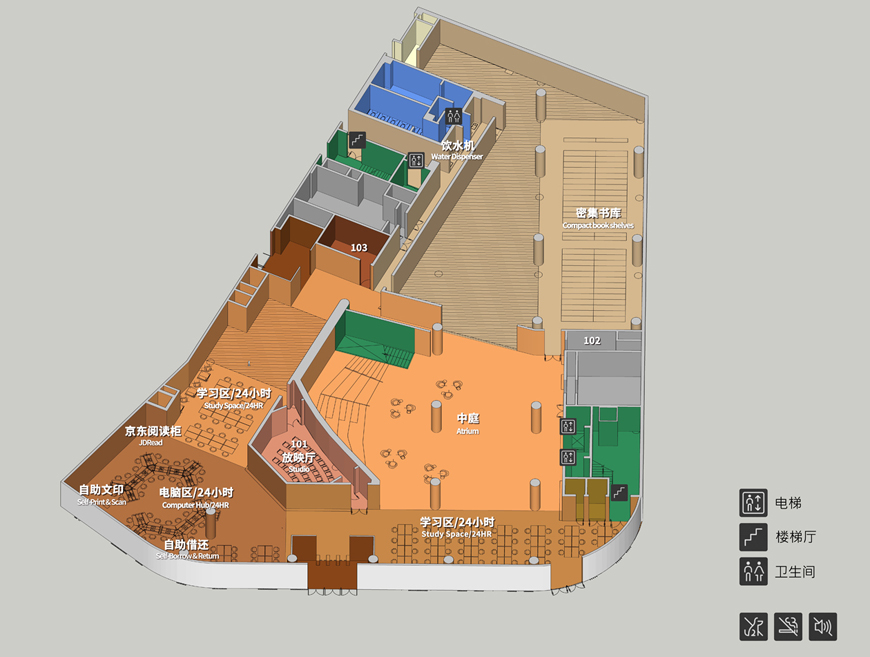 饮水机
Water Dispenser
密集书库
Compact book shelves
103
102
学习区/24小时
Study Space/24HR
中庭
Atrium
京东阅读柜
JDRead
101
放映厅
Studio
自助文印
Self-Print & Scan
电脑区/24小时
Computer Hub/24HR
学习区/24小时
Study Space/24HR
自助借还
Self-Borrow & Return
电梯
楼梯厅
卫生间